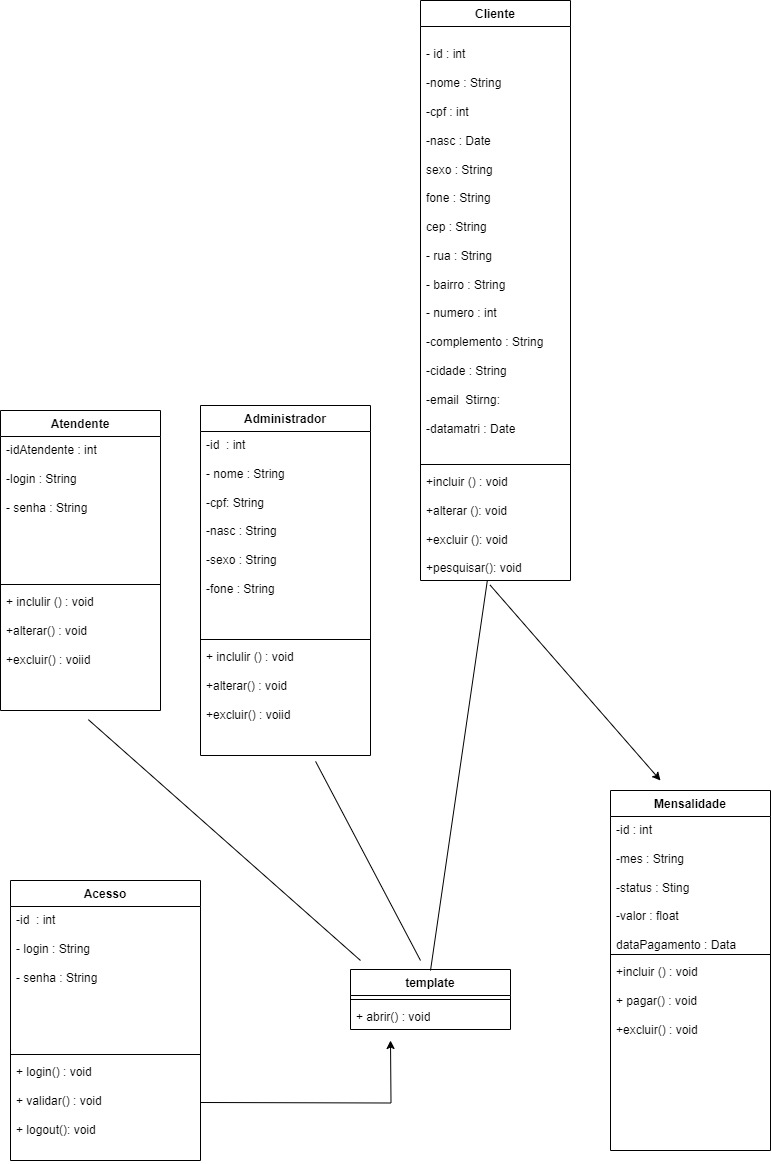 Cliente
- id : int
-nome : String
-cpf : int
-nasc : Date
sexo : String
fone : String
cep : String
- rua : String
- bairro : String
- numero : int
-complemento : String
-cidade : String
-email  Stirng:
-datamatri : Date
+incluir () : void
+alterar (): void
+excluir (): void
+pesquisar(): void
Atendente
-idAtendente : int
-login : String
- senha : String
+ inclulir () : void
+alterar() : void
+excluir() : voiid
Administrador
-id  : int
- nome : String
-cpf: String
-nasc : String
-sexo : String
-fone : String
+ inclulir () : void
+alterar() : void
+excluir() : voiid
Mensalidade
-id : int
-mes : String
-status : Sting
-valor : float
dataPagamento : Data
+incluir () : void
+ pagar() : void
+excluir() : void
Acesso
-id  : int
- login : String
- senha : String
+ login() : void
+ validar() : void
+ logout(): void
template
+ abrir() : void